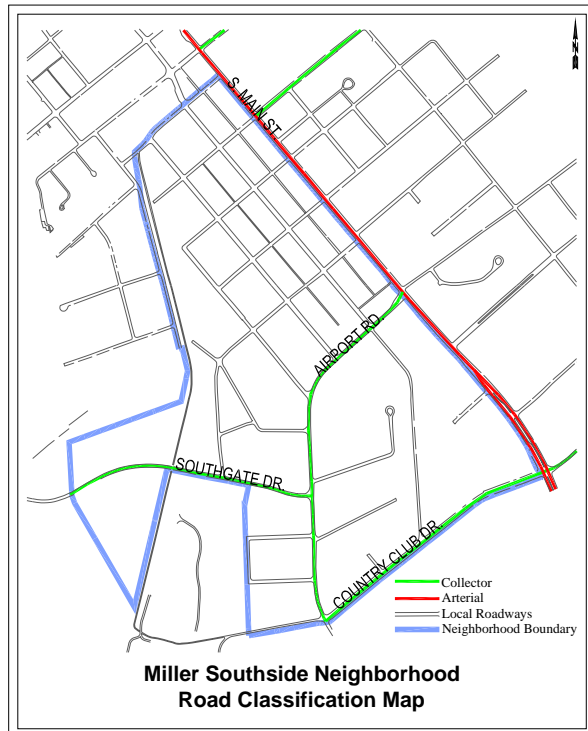 N
S. MAIN ST.
AIRPORT RD.
SOUTHGATE DR.
COUNTRY CLUB DR.
Collector
Arterial
Local Roadways
Neighborhood Boundary
Miller Southside Neighborhood
Road Classification Map